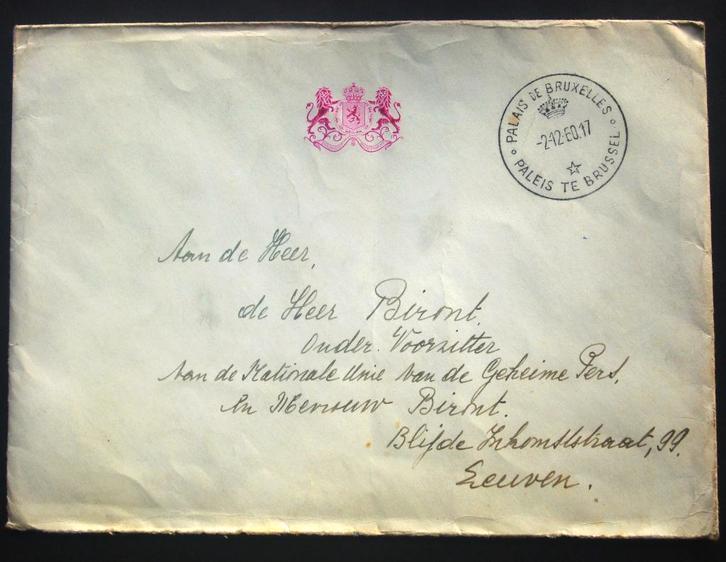 PALAIS DE BRUXELLES
-2-12-60.17
PALEIS TE BRUSSEL
Aan de Heer,
de Heer Biront.
Onder. Voorzitter
Aan de Nationale Unie Van de Geheime Pers.
En Mevrouw Biront.
Blijde Inkomststraat, 99.
Leuven.